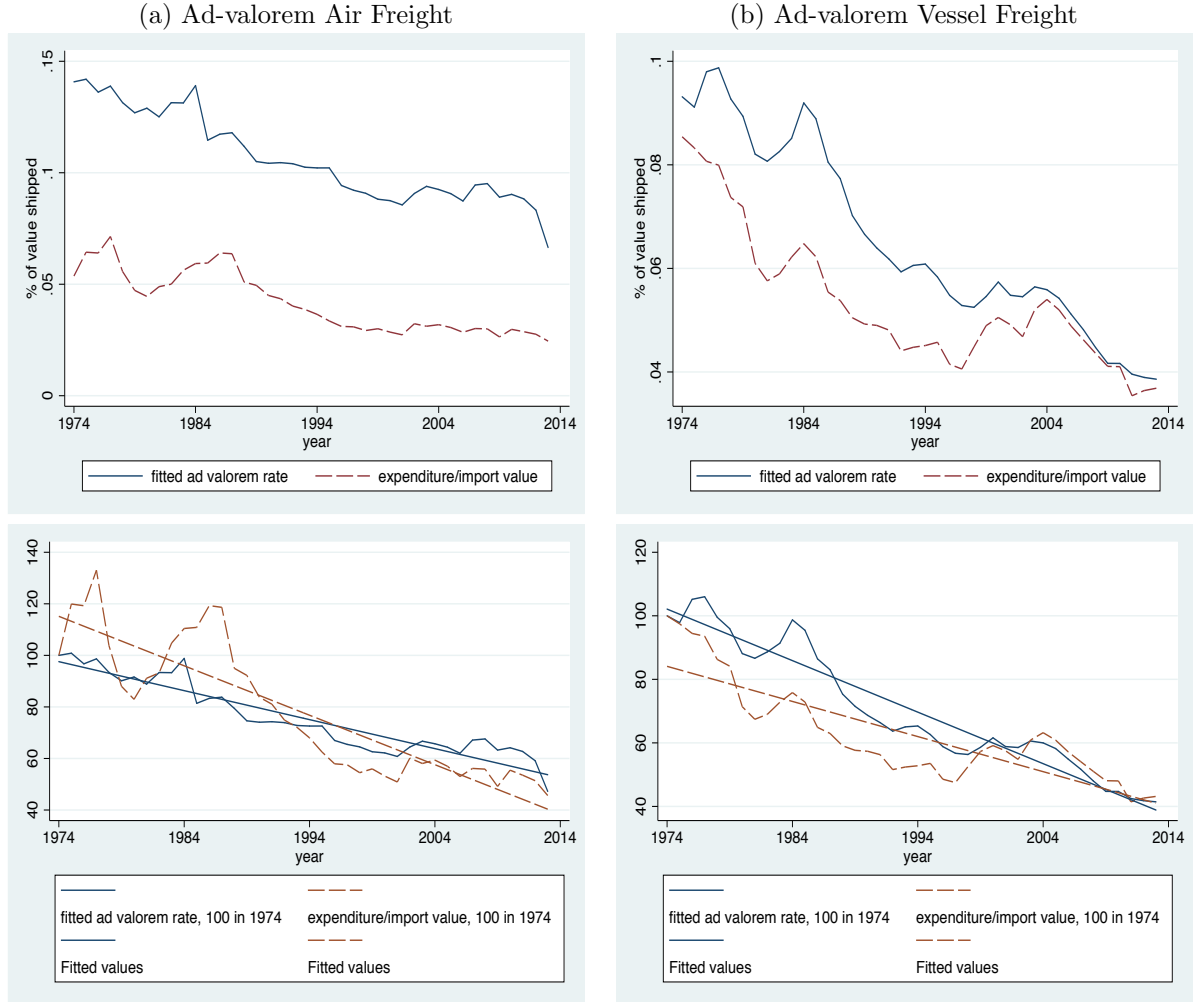 (a) Ad-valorem Air Freight
.15
.1
.05
0
% of value shipped
1974 1984 1994 2004 2014
year
fitted ad valorem rate expenditure/import value
(b) Ad-valorem Vessel Freight
.1
.08
.06
.04
% of value shipped
1974 1984 1994 2004 2014
year
fitted ad valorem rate expenditure/import value
140
120
100
80
60
40
1974 1984 1994 2004 2014
year
fitted ad valorem rate, 100 in 1974 expenditure/import value, 100 in 1974
Fitted values Fitted values
120
100
80
60
40
1974 1984 1994 2004 2014
year
fitted ad valorem rate, 100 in 1974 expenditure/import value, 100 in 1974
Fitted values Fitted values